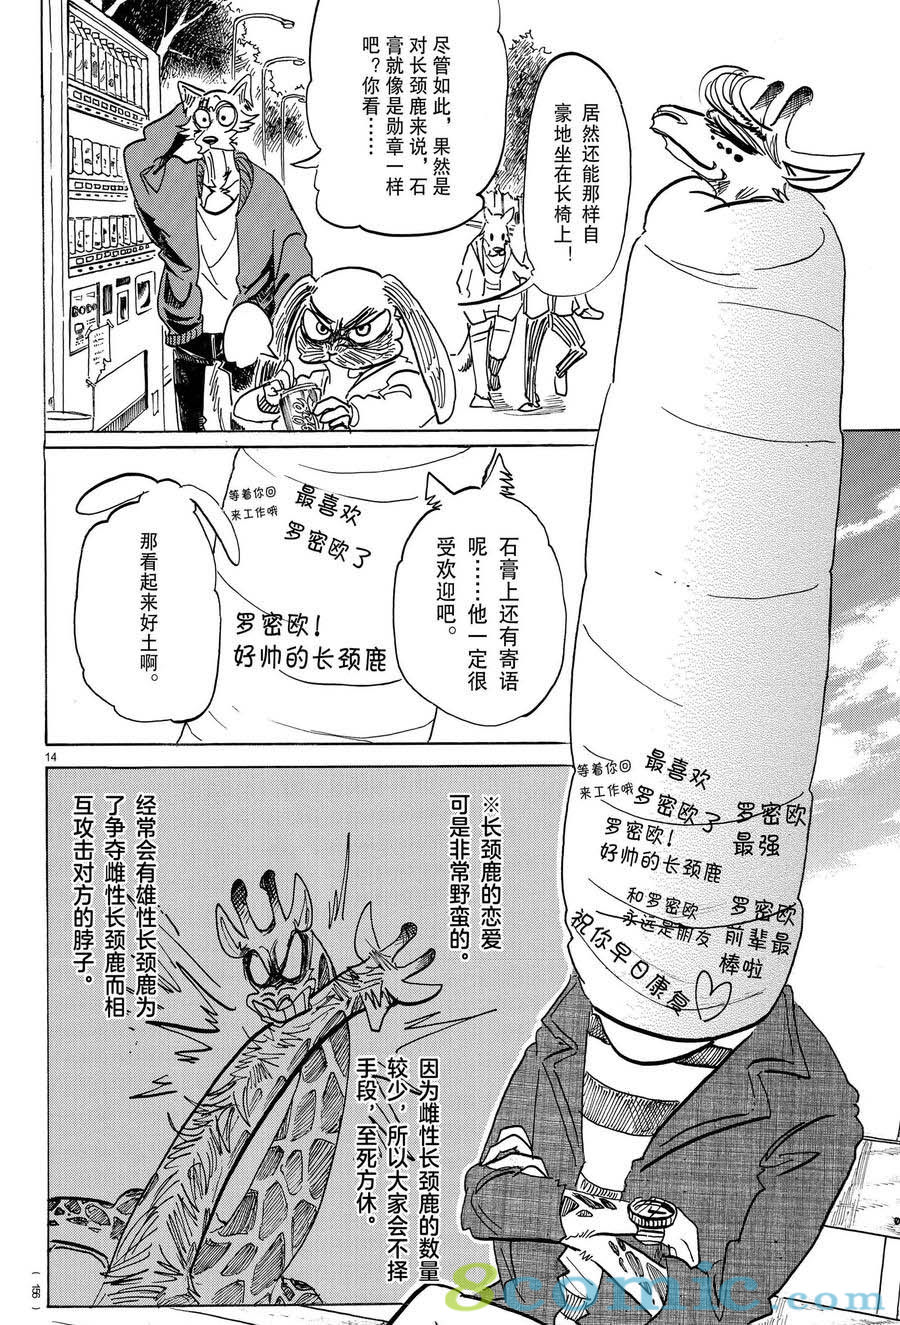 居然还能那样自
豪地坐在长椅上！
尽管如此，果然是
对长颈鹿来说，石
膏就像是勋章一样
吧？你看……
石膏上还有寄语
呢……他一定很
受欢迎吧。
等着你回
来工作哦
最喜欢
罗密欧了
罗密欧！
好帅的长颈鹿
那看起来好土啊。
14
等着你回
来工作哦
最喜欢
罗密欧了
罗密欧
最强
罗密欧！
好帅的长颈鹿
和罗密欧
永远是朋友
罗密欧
前辈最
棒啦
祝你早日康复
※长颈鹿的恋爱
可是非常野蛮的。
经常会有雄性长颈鹿为
了争夺雌性长颈鹿而相
互攻击对方的脖子。
因为雌性长颈鹿的数量
较少，所以大家会不择
手段，至死方休。
8comic.com